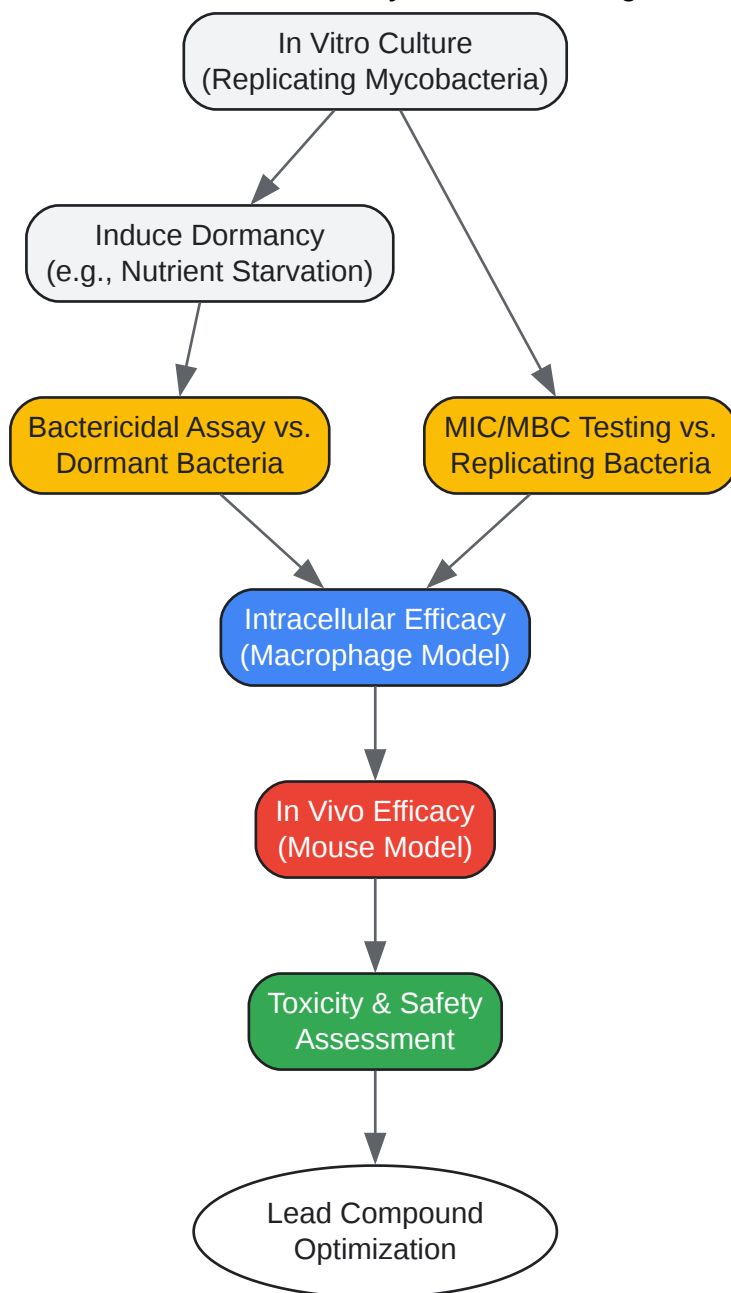 In Vitro Culture
(Replicating Mycobacteria)
Induce Dormancy
(e.g., Nutrient Starvation)
Bactericidal Assay vs.
Dormant Bacteria
MIC/MBC Testing vs.
Replicating Bacteria
Intracellular Efficacy
(Macrophage Model)
In Vivo Efficacy
(Mouse Model)
Toxicity & Safety
Assessment
Lead Compound
Optimization